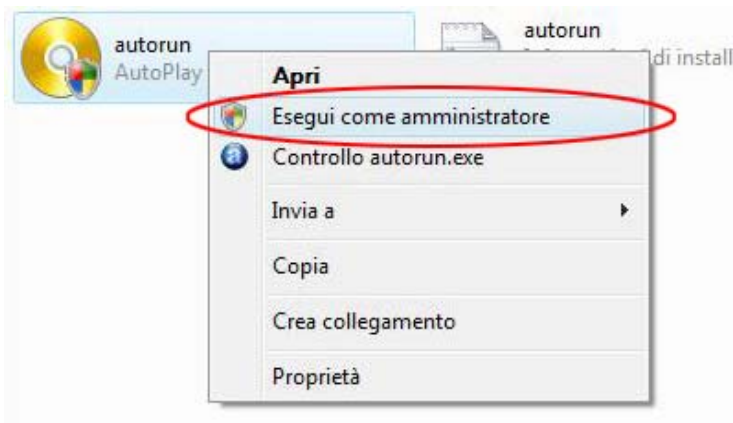 autorun
AutoPlay
autorun
di install
Apri
Esegui come amministratore
Controllo autorun.exe
Invia a
Copia
Crea collegamento
Proprietà